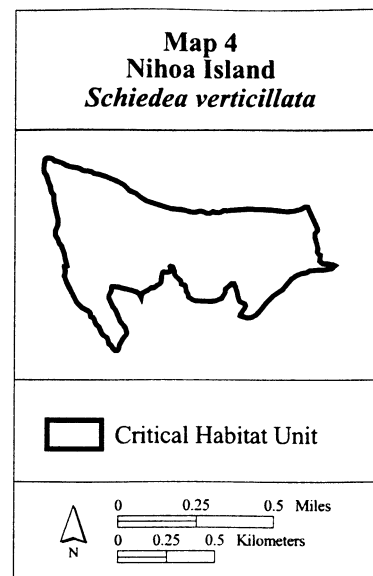 Map 4
Nihoa Island
Schiedea verticillata
Critical Habitat Unit
0 0.25 0.5 Miles
0 0.25 0.5 Kilometers
N